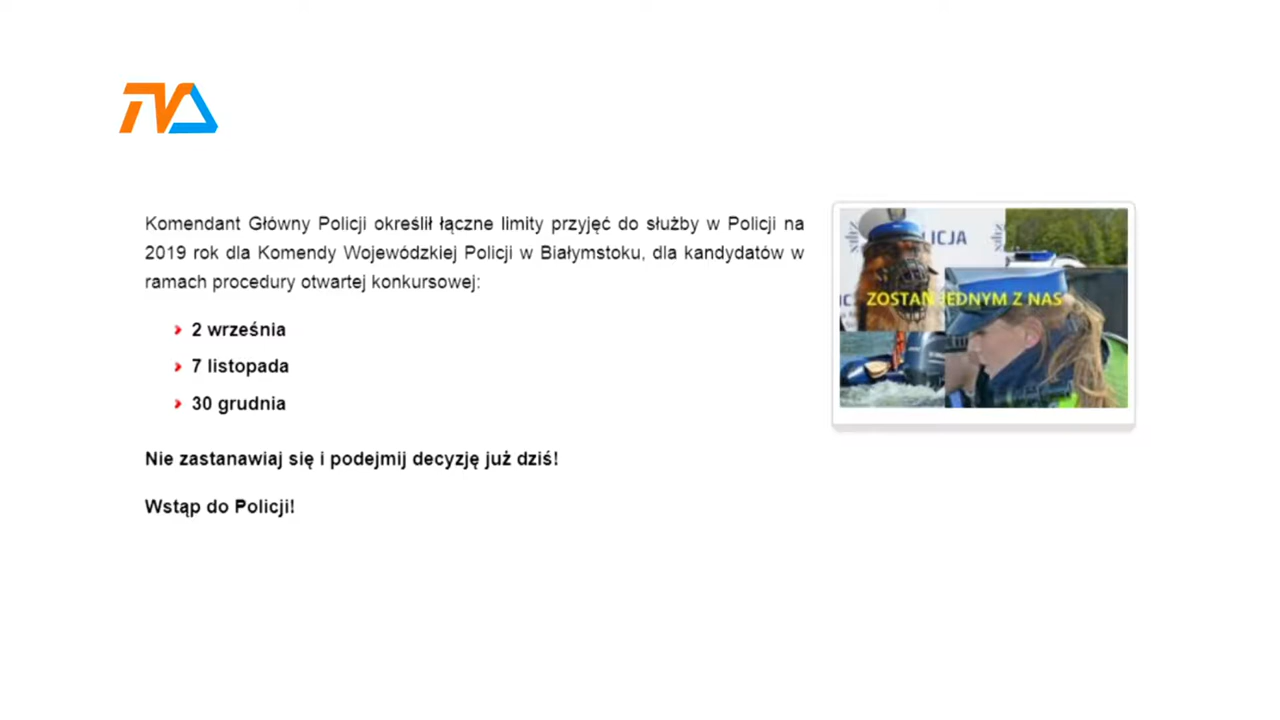 TVA
Komendant Główny Policji określił łączne limity przyjęć do służby w Policji na
2019 rok dla Komendy Wojewódzkiej Policji w Białymstoku, dla kandydatów w
ramach procedury otwartej konkursowej:
2 września
7 listopada
30 grudnia
Nie zastanawiaj się i podejmij decyzję już dziś!
Wstąp do Policji!
LICJA
ZOSTAŃ JEDNYM Z NAS